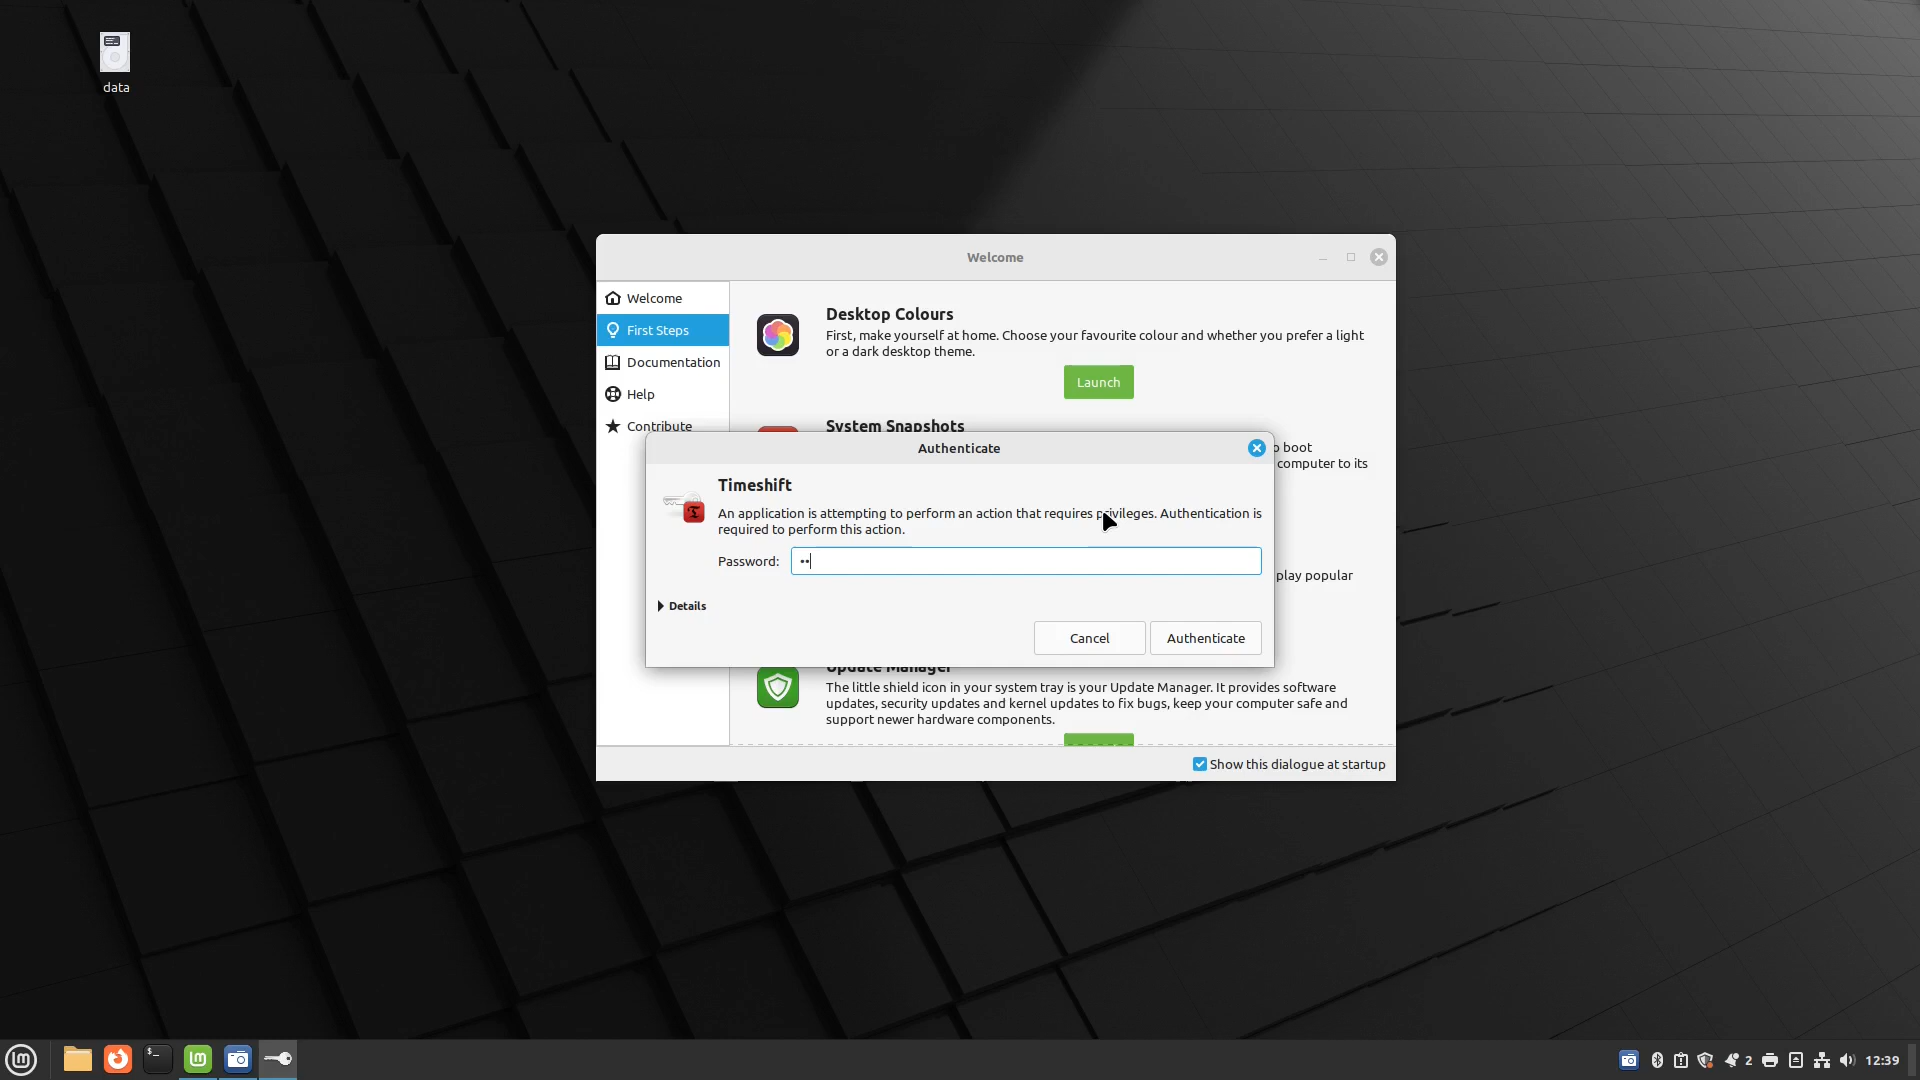 data
Welcome
Welcome
First Steps
Documentation
Help
Contribute
Desktop Colours
First, make yourself at home. Choose your favourite colour and whether you prefer a light
or a dark desktop theme.
Launch
System Snapshots
o boot
computer to its
Authenticate
Timeshift
An application is attempting to perform an action that requires privileges. Authentication is
required to perform this action.
Password: ••
Details
Cancel
Authenticate
play popular
Update Manager
The little shield icon in your system tray is your Update Manager. It provides software
updates, security updates and kernel updates to fix bugs, keep your computer safe and
support newer hardware components.
Show this dialogue at startup
$_
2
12:39